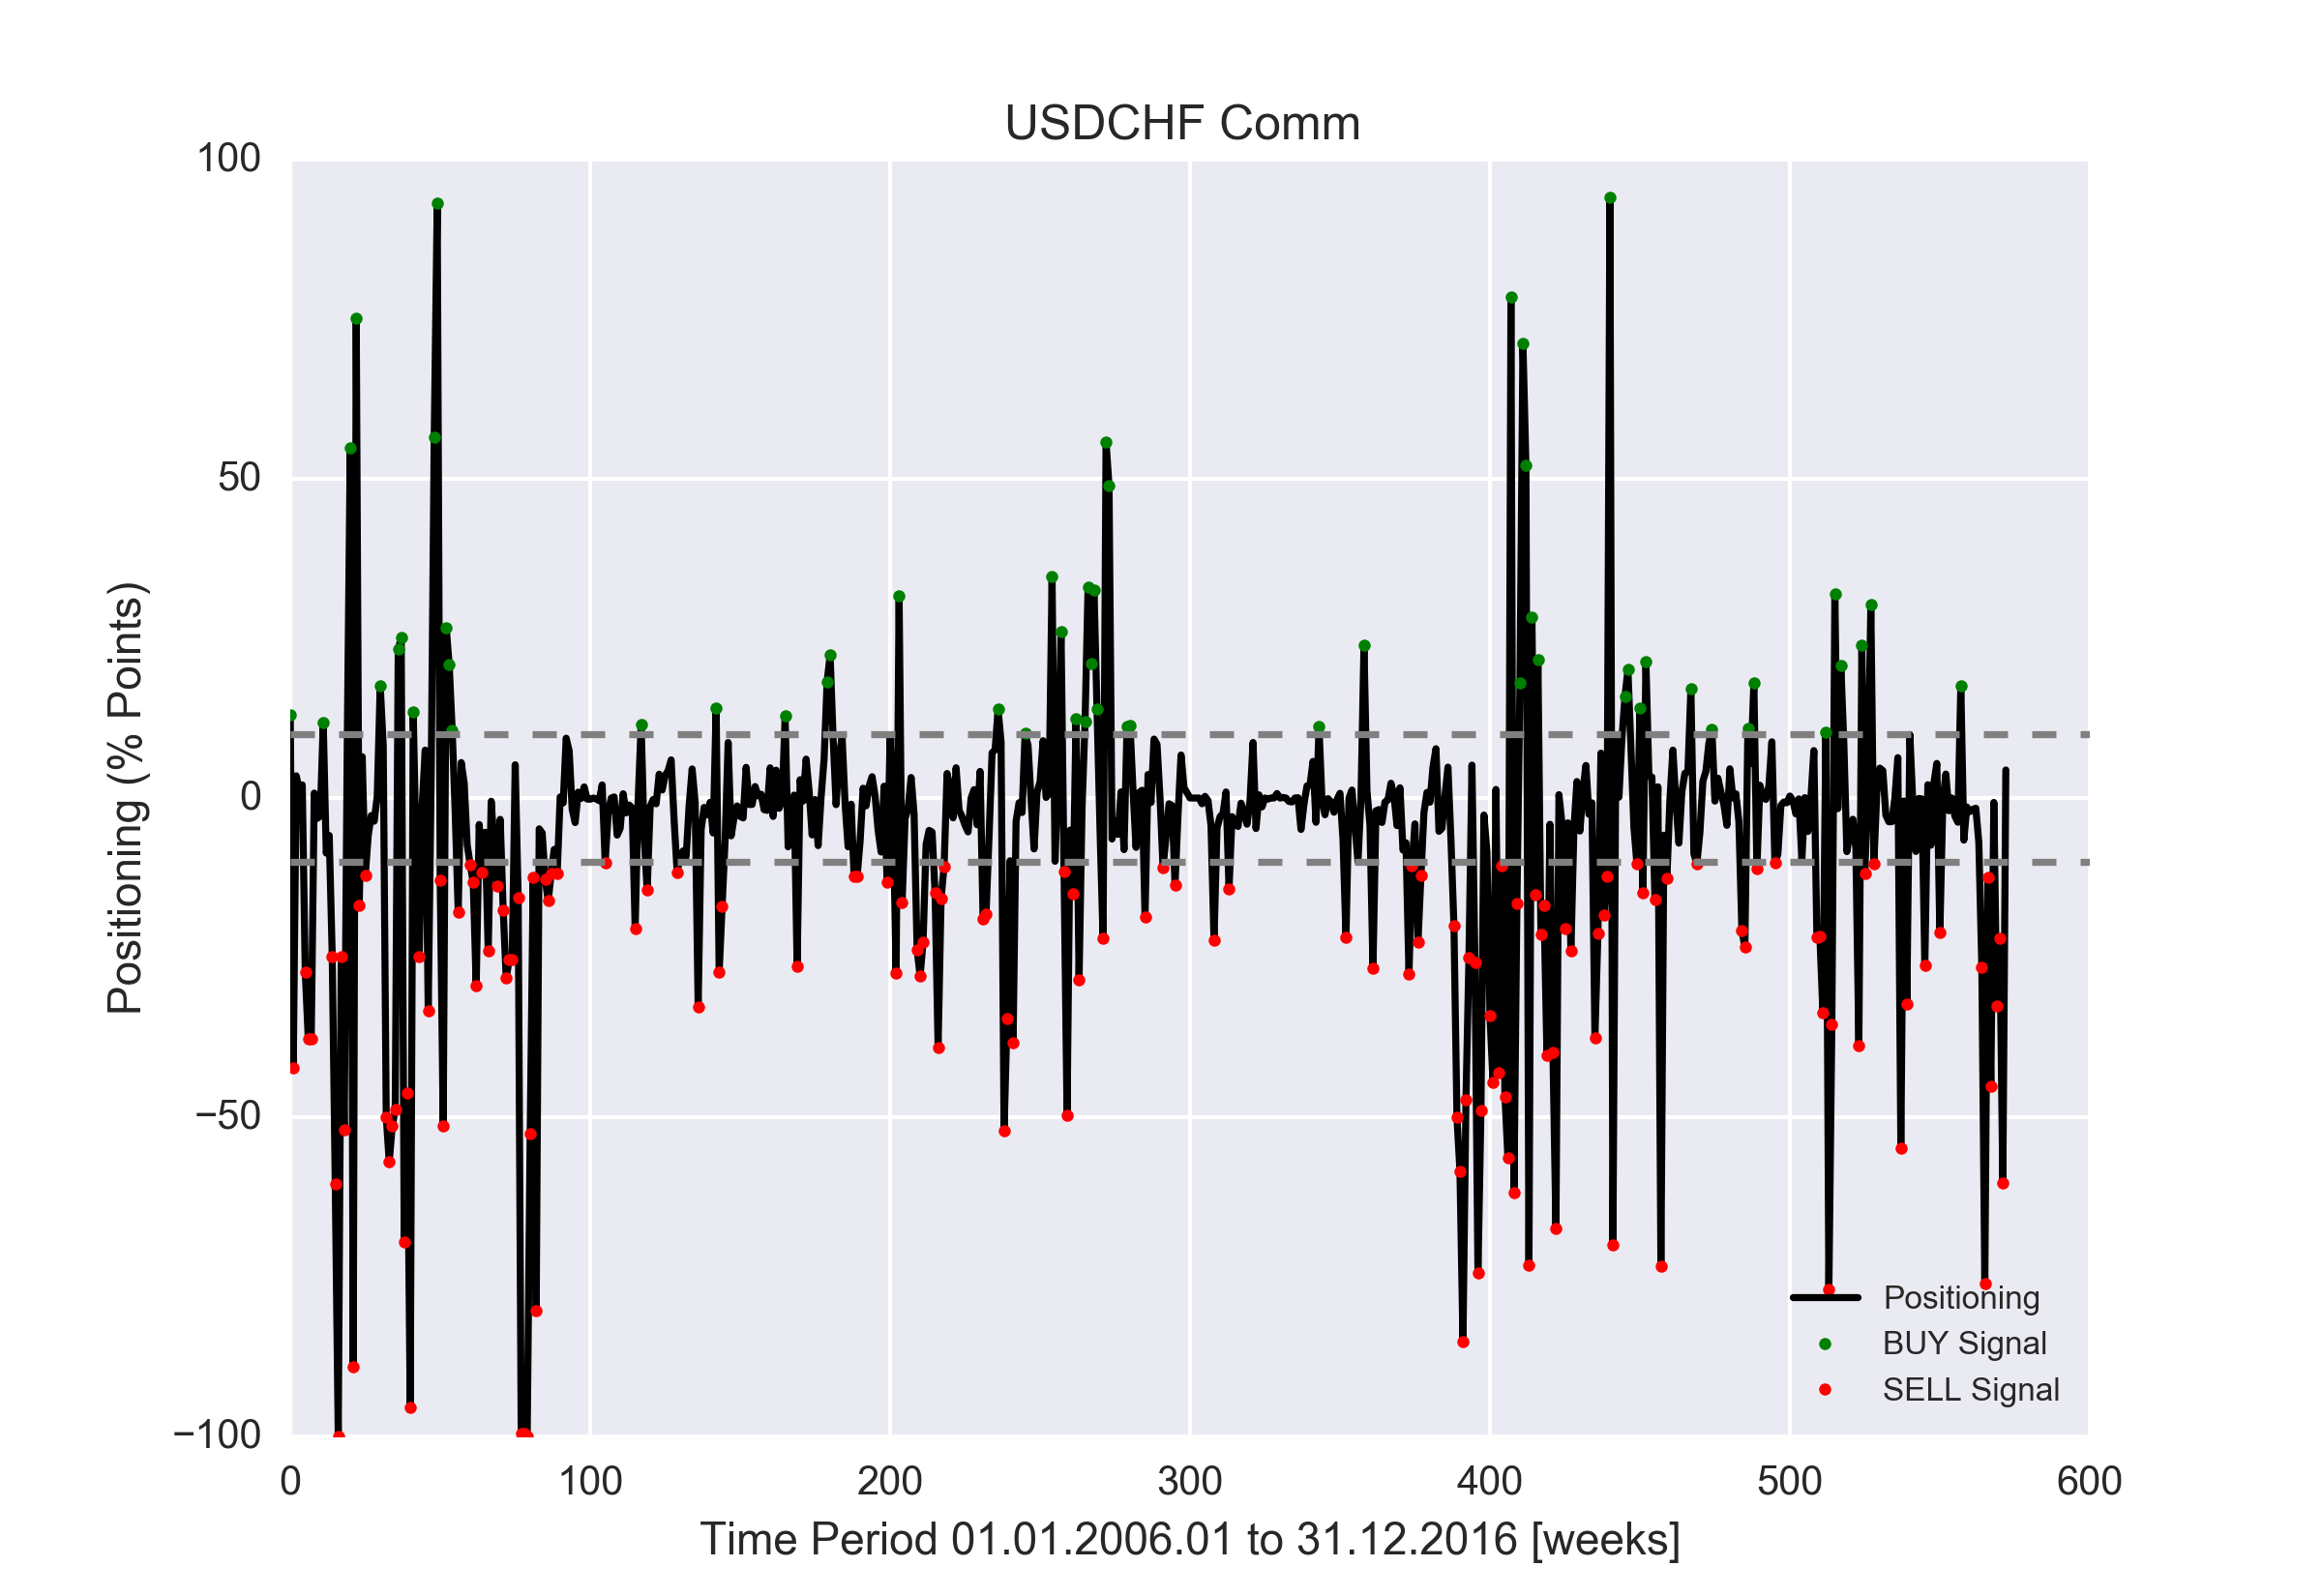 USDCHF Comm
100
50
0
−50
−100
Positioning (% Points)
0 100 200 300 400 500 600
Time Period 01.01.2006.01 to 31.12.2016 [weeks]
Positioning
BUY Signal
SELL Signal